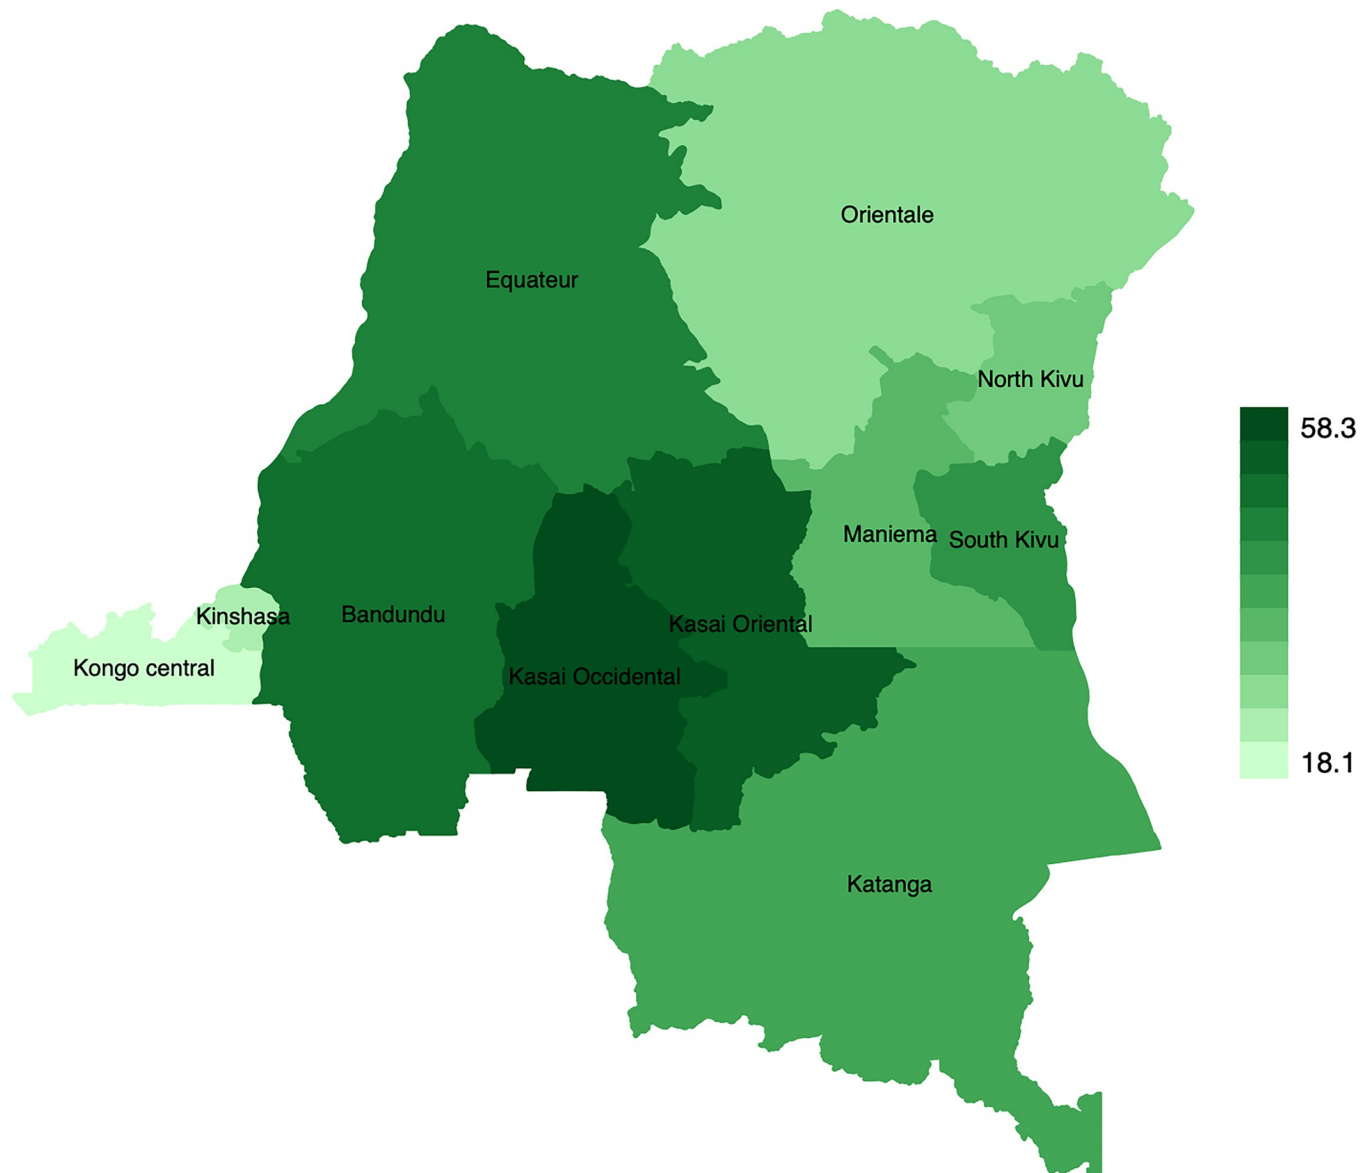 Orientale
Equateur
North Kivu
58.3
Maniema
South Kivu
Kinshasa
Bandundu
Kasai Oriental
Kongo central
Kasai Occidental
18.1
Katanga